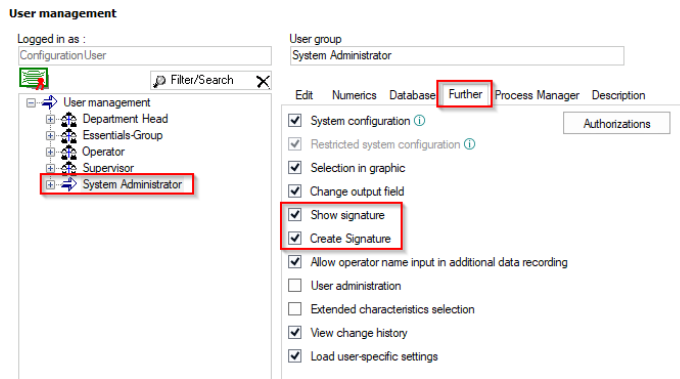 User management
Logged in as :
ConfigurationUser
Filter/Search
User management
Department Head
Essentials-Group
Operator
Supervisor
System Administrator
User group
System Administrator
Edit Numerics Database Further Process Manager Description
System configuration
Authorizations
Restricted system configuration
Selection in graphic
Change output field
Show signature
Create Signature
Allow operator name input in additional data recording
User administration
Extended characteristics selection
View change history
Load user-specific settings